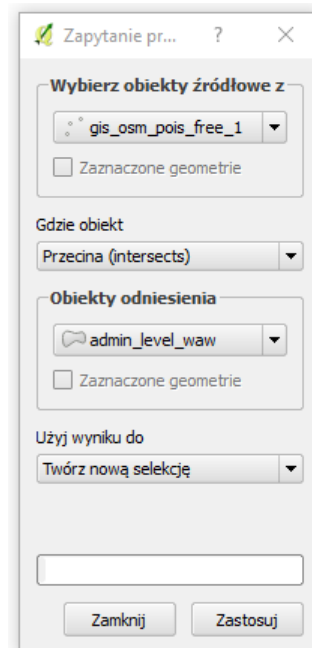 Zapytanie pr... ?
Wybierz obiekty źródłowe z
gis_osm_pois_free_1
Zaznaczone geometrie
Gdzie obiekt
Przecina (intersects)
Obiekty odniesienia
admin_level_waw
Zaznaczone geometrie
Użyj wyniku do
Twórz nową selekcję
Zamknij Zastosuj